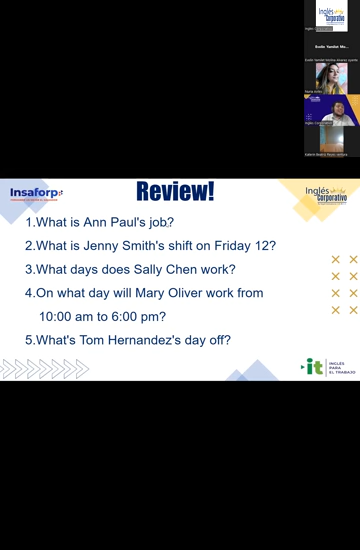 Inglés
Corporativo
Review!
Insaforp
Inglés
Corporativo
1.What is Ann Paul's job?
2.What is Jenny Smith's shift on Friday 12?
3.What days does Sally Chen work?
4.On what day will Mary Oliver work from
10:00 am to 6:00 pm?
5.What's Tom Hernandez's day off?
it
INGLÉS
PARA
EL TRABAJO